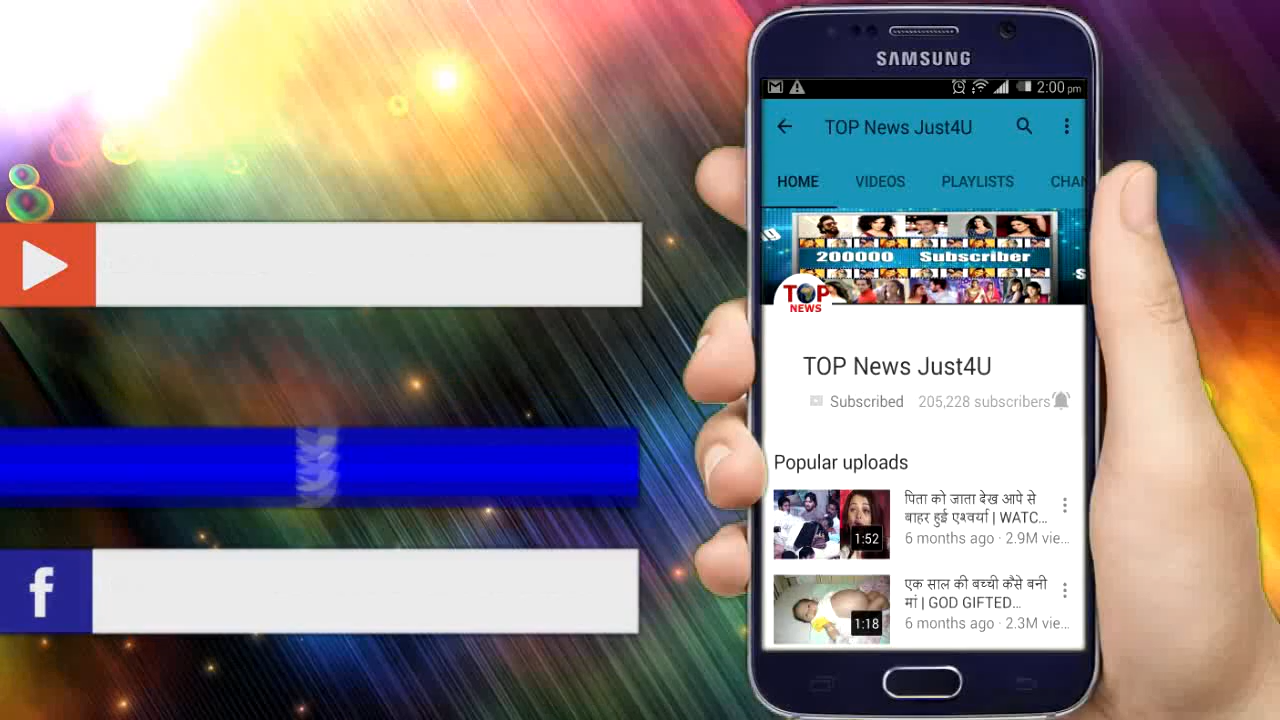 SAMSUNG
2:00 pm
TOP News Just4U
HOME VIDEOS PLAYLISTS CHAN
200000 Subscriber
TOP
NEWS
TOP News Just4U
Subscribed 205,228 subscribers
Popular uploads
पिता को जाता देख आपे से
बाहर हुई एश्वर्या | WATC...
6 months ago · 2.9M vie...
1:52
एक साल की बच्ची कैसे बनी
मां | GOD GIFTED...
6 months ago · 2.3M vie...
1:18
f